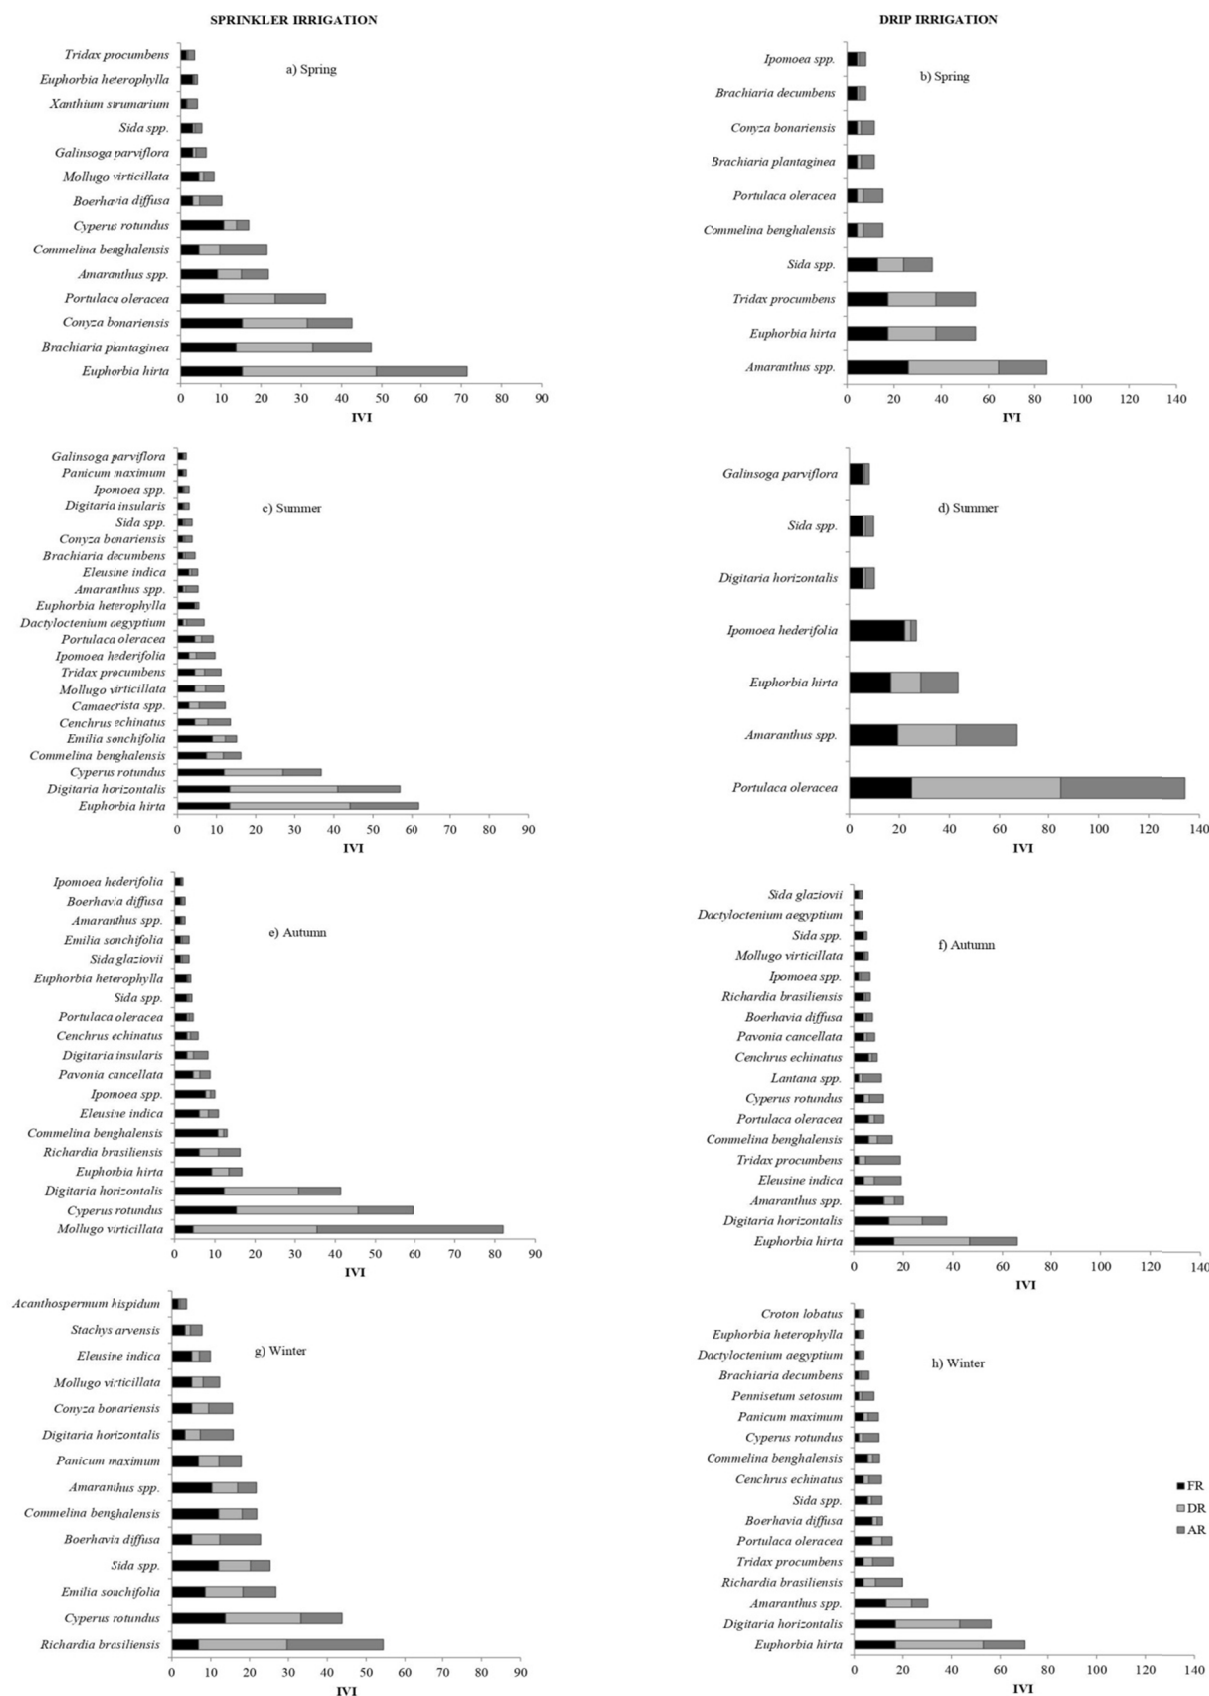 SPRINKLER IRRIGATION
a) Spring
Tridax procumbens
Euphorbia heterophylla
Xanthium strumarium
Sida spp.
Galinsoga parviflora
Mollugo virticillata
Boerhavia diffusa
Cyperus rotundus
Commelina benghalensis
Amaranthus spp.
Portulaca oleracea
Conyza bonariensis
Brachiaria plantaginea
Euphorbia hirta
0 10 20 30 40 50 60 70 80 90
IVI
DRIP IRRIGATION
b) Spring
Ipomoea spp.
Brachiaria decumbens
Conyza bonariensis
Brachiaria plantaginea
Portulaca oleracea
Commelina benghalensis
Sida spp.
Tridax procumbens
Euphorbia hirta
Amaranthus spp.
0 20 40 60 80 100 120 140
IVI
c) Summer
Galinsoga parviflora
Panicum maximum
Ipomoea spp.
Digitaria insularis
Sida spp.
Conyza bonariensis
Brachiaria decumbens
Eleusine indica
Amaranthus spp.
Euphorbia heterophylla
Dactyloctenium aegyptium
Portulaca oleracea
Ipomoea hederifolia
Tridax procumbens
Mollugo virticillata
Camaecrista spp.
Cenchrus echinatus
Emilia sonchifolia
Commelina benghalensis
Cyperus rotundus
Digitaria horizontalis
Euphorbia hirta
0 10 20 30 40 50 60 70 80 90
IVI
d) Summer
Galinsoga parviflora
Sida spp.
Digitaria horizontalis
Ipomoea hederifolia
Euphorbia hirta
Amaranthus spp.
Portulaca oleracea
0 20 40 60 80 100 120 140
IVI
e) Autumn
Ipomoea hederifolia
Boerhavia diffusa
Amaranthus spp.
Emilia sonchifolia
Sida glaziovii
Euphorbia heterophylla
Sida spp.
Portulaca oleracea
Cenchrus echinatus
Digitaria insularis
Pavonia cancellata
Ipomoea spp.
Eleusine indica
Commelina benghalensis
Richardia brasiliensis
Euphorbia hirta
Digitaria horizontalis
Cyperus rotundus
Mollugo virticillata
0 10 20 30 40 50 60 70 80 90
IVI
f) Autumn
Sida glaziovii
Dactyloctenium aegyptium
Sida spp.
Mollugo virticillata
Ipomoea spp.
Richardia brasiliensis
Boerhavia diffusa
Pavonia cancellata
Cenchrus echinatus
Lantana spp.
Cyperus rotundus
Portulaca oleracea
Commelina benghalensis
Tridax procumbens
Eleusine indica
Amaranthus spp.
Digitaria horizontalis
Euphorbia hirta
0 20 40 60 80 100 120 140
IVI
g) Winter
Acanthospermum hispidum
Stachys arvensis
Eleusine indica
Mollugo virticillata
Conyza bonariensis
Digitaria horizontalis
Panicum maximum
Amaranthus spp.
Commelina benghalensis
Boerhavia diffusa
Sida spp.
Emilia sonchifolia
Cyperus rotundus
Richardia brasiliensis
0 10 20 30 40 50 60 70 80 90
IVI
h) Winter
Croton lobatus
Euphorbia heterophylla
Dactyloctenium aegyptium
Brachiaria decumbens
Pennisetum setosum
Panicum maximum
Cyperus rotundus
Commelina benghalensis
Cenchrus echinatus
Sida spp.
Boerhavia diffusa
Portulaca oleracea
Tridax procumbens
Richardia brasiliensis
Amaranthus spp.
Digitaria horizontalis
Euphorbia hirta
0 20 40 60 80 100 120 140
IVI
FR
DR
AR